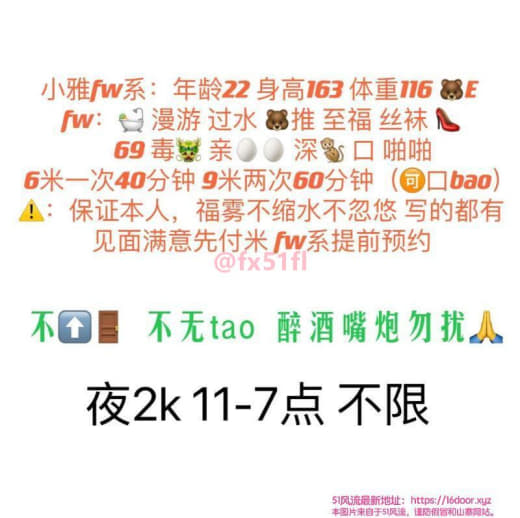 小雅fw系：年龄22 身高163 体重116 🐻E
fw：🛀 漫游 过水 🐻推 至福 丝袜 👠
69 毒🐲 亲🥚🥚 深🐒 口 啪啪
6米一次40分钟 9米两次60分钟（🉑口bao）
⚠️：保证本人，福雾不缩水不忽悠 写的都有
见面满意先付米 fw系提前预约
@fx51fl
不⬆️🚪 不无tao 醉酒嘴炮勿扰🙏
夜2k 11-7点 不限
51风流最新地址：https://16door.xyz
本图片来自于51风流，谨防假冒和山寨网站。